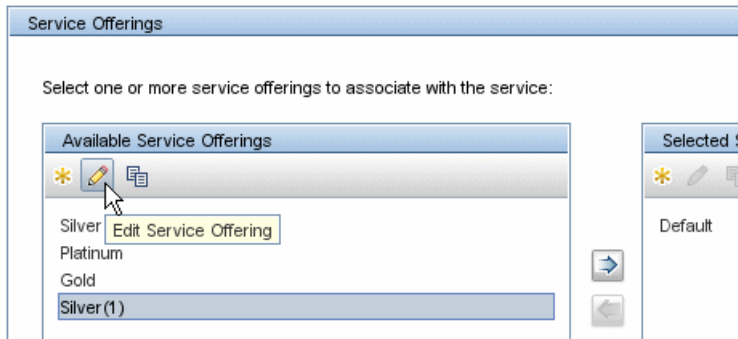 Service Offerings
Select one or more service offerings to associate with the service:
Available Service Offerings
Selected
Silver
Edit Service Offering
Default
Platinum
Gold
Silver(1)